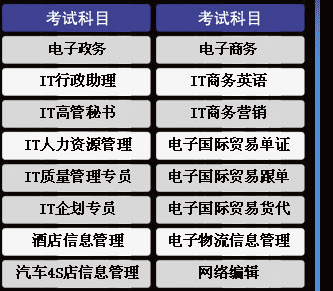 考试科目 考试科目
电子政务 电子商务
IT行政助理 IT商务英语
IT高管秘书 IT商务营销
IT人力资源管理 电子国际贸易单证
IT质量管理专员 电子国际贸易跟单
IT企划专员 电子国际贸易货代
酒店信息管理 电子物流信息管理
汽车4S店信息管理 网络编辑